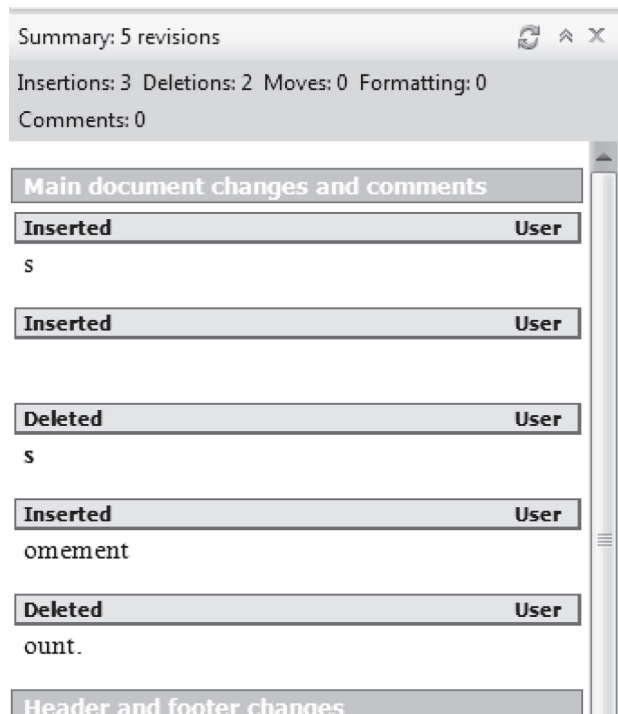 Summary: 5 revisions
Insertions: 3 Deletions: 2 Moves: 0 Formatting: 0
Comments: 0
Main document changes and comments
Inserted User
s
Inserted User
Deleted User
s
Inserted User
omement
Deleted User
ount.
Header and footer changes